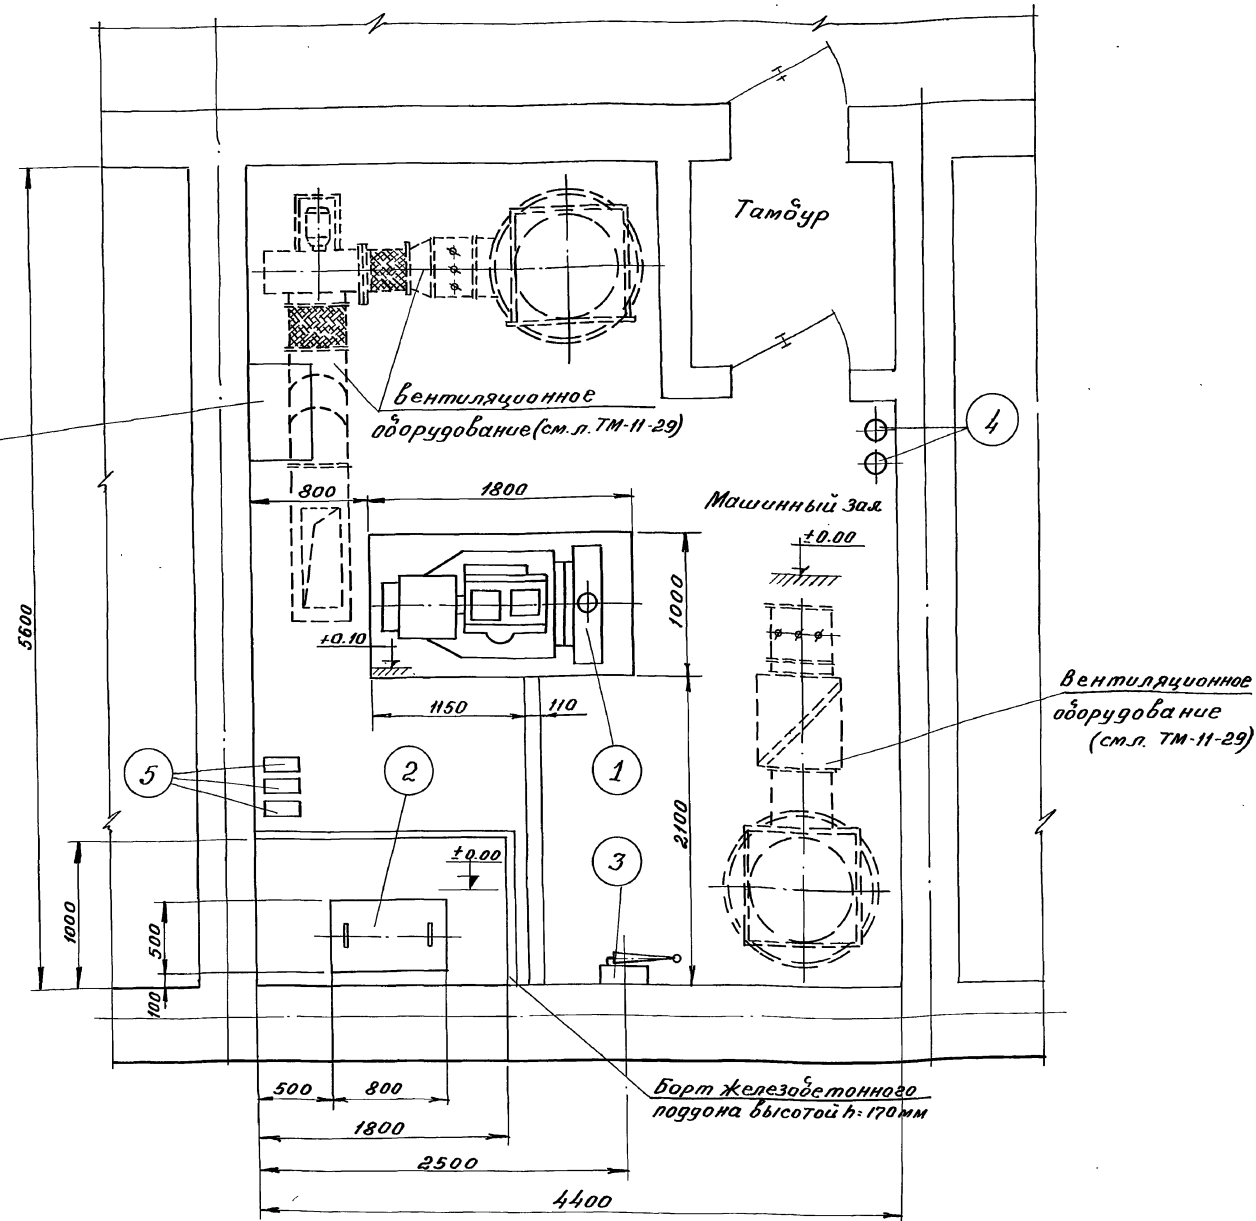 Тамбур
вентиляционное
оборудование (см.л. ТМ-11-29)
4
800
1800
Машинный зал
±0.00
5600
+0.10
1000
Вентиляционное
оборудование
(см.л. ТМ-11-29)
1150
110
5
2
1
2100
3
±0.00
1000
500
100
500
800
Борт железобетонного
поддона высотой h=170мм
1800
2500
4400